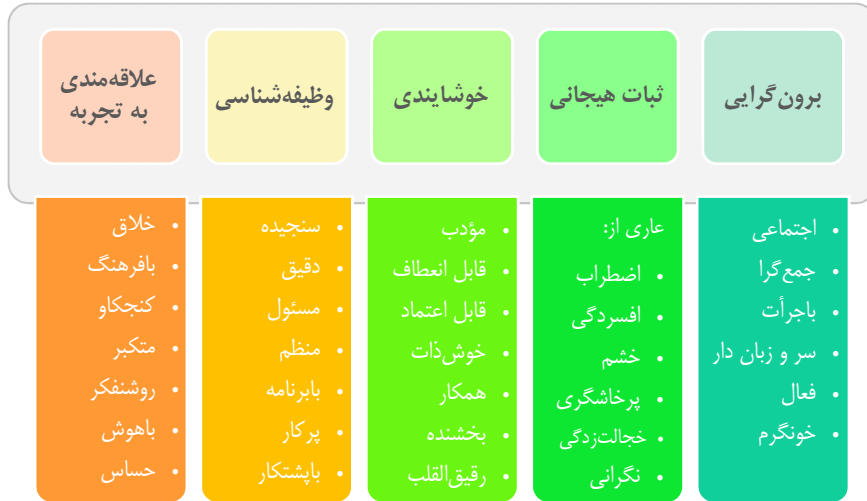 برون‌گرایی
ثبات هیجانی
خوشایندی
وظیفه‌شناسی
علاقه‌مندی
به تجربه
• اجتماعی
• جمع‌گرا
• باجرأت
• سر و زبان دار
• فعال
• خونگرم
عاری از:
• اضطراب
• افسردگی
• خشم
• پرخاشگری
• خجالت‌زدگی
• نگرانی
• مؤدب
• قابل انعطاف
• قابل اعتماد
• خوش‌ذات
• همکار
• بخشنده
• رقیق‌القلب
• سنجیده
• دقیق
• مسئول
• منظم
• بابرنامه
• پرکار
• باپشتکار
• خلاق
• بافرهنگ
• کنجکاو
• متکبر
• روشنفکر
• باهوش
• حساس